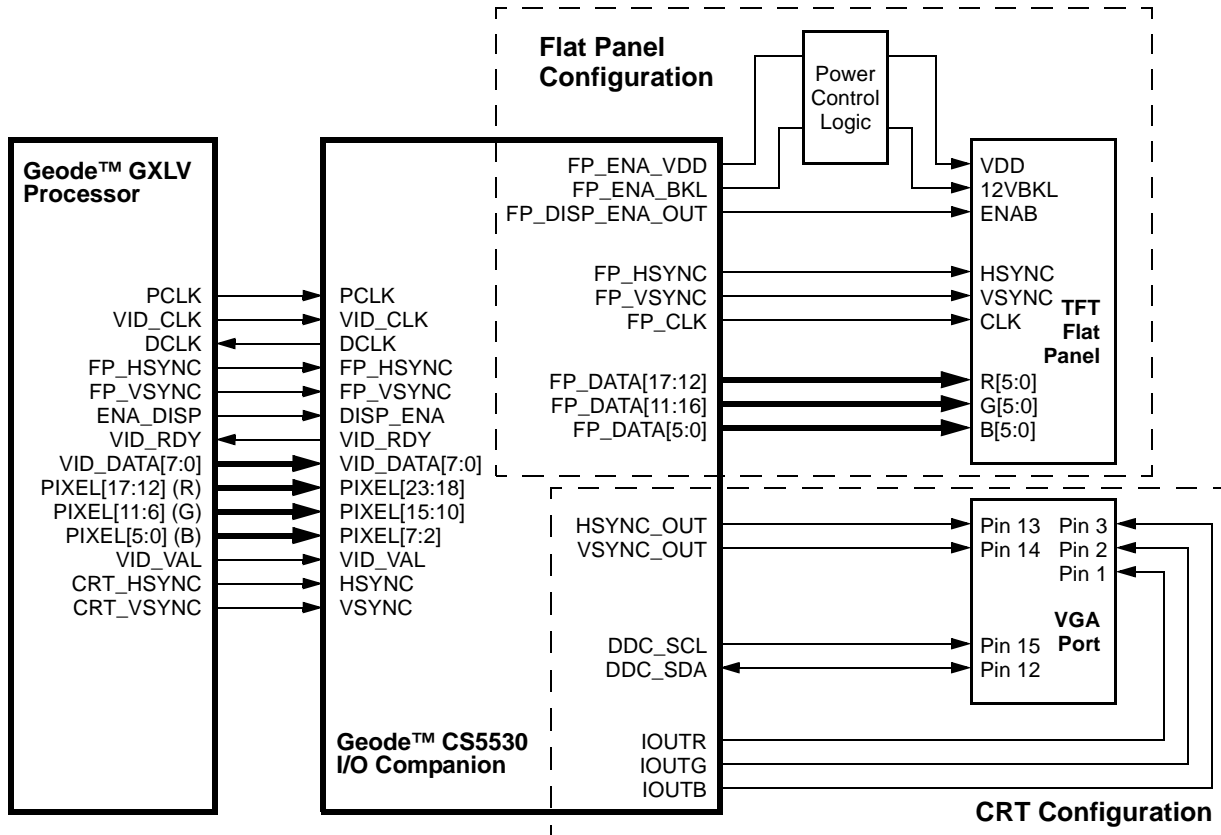 Flat Panel
Configuration
Power
Control
Logic
Geode™ GXLV
Processor
PCLK
VID_CLK
DCLK
FP_HSYNC
FP_VSYNC
ENA_DISP
VID_RDY
VID_DATA[7:0]
PIXEL[17:12] (R)
PIXEL[11:6] (G)
PIXEL[5:0] (B)
VID_VAL
CRT_HSYNC
CRT_VSYNC
PCLK
VID_CLK
DCLK
FP_HSYNC
FP_VSYNC
DISP_ENA
VID_RDY
VID_DATA[7:0]
PIXEL[23:18]
PIXEL[15:10]
PIXEL[7:2]
VID_VAL
HSYNC
VSYNC
Geode™ CS5530
I/O Companion
FP_ENA_VDD
FP_ENA_BKL
FP_DISP_ENA_OUT
FP_HSYNC
FP_VSYNC
FP_CLK
FP_DATA[17:12]
FP_DATA[11:16]
FP_DATA[5:0]
HSYNC_OUT
VSYNC_OUT
DDC_SCL
DDC_SDA
IOUTR
IOUTG
IOUTB
VDD
12VBKL
ENAB
HSYNC
VSYNC
CLK
TFT
Flat
Panel
R[5:0]
G[5:0]
B[5:0]
Pin 13 Pin 3
Pin 14 Pin 2
Pin 1
VGA
Port
Pin 15
Pin 12
CRT Configuration